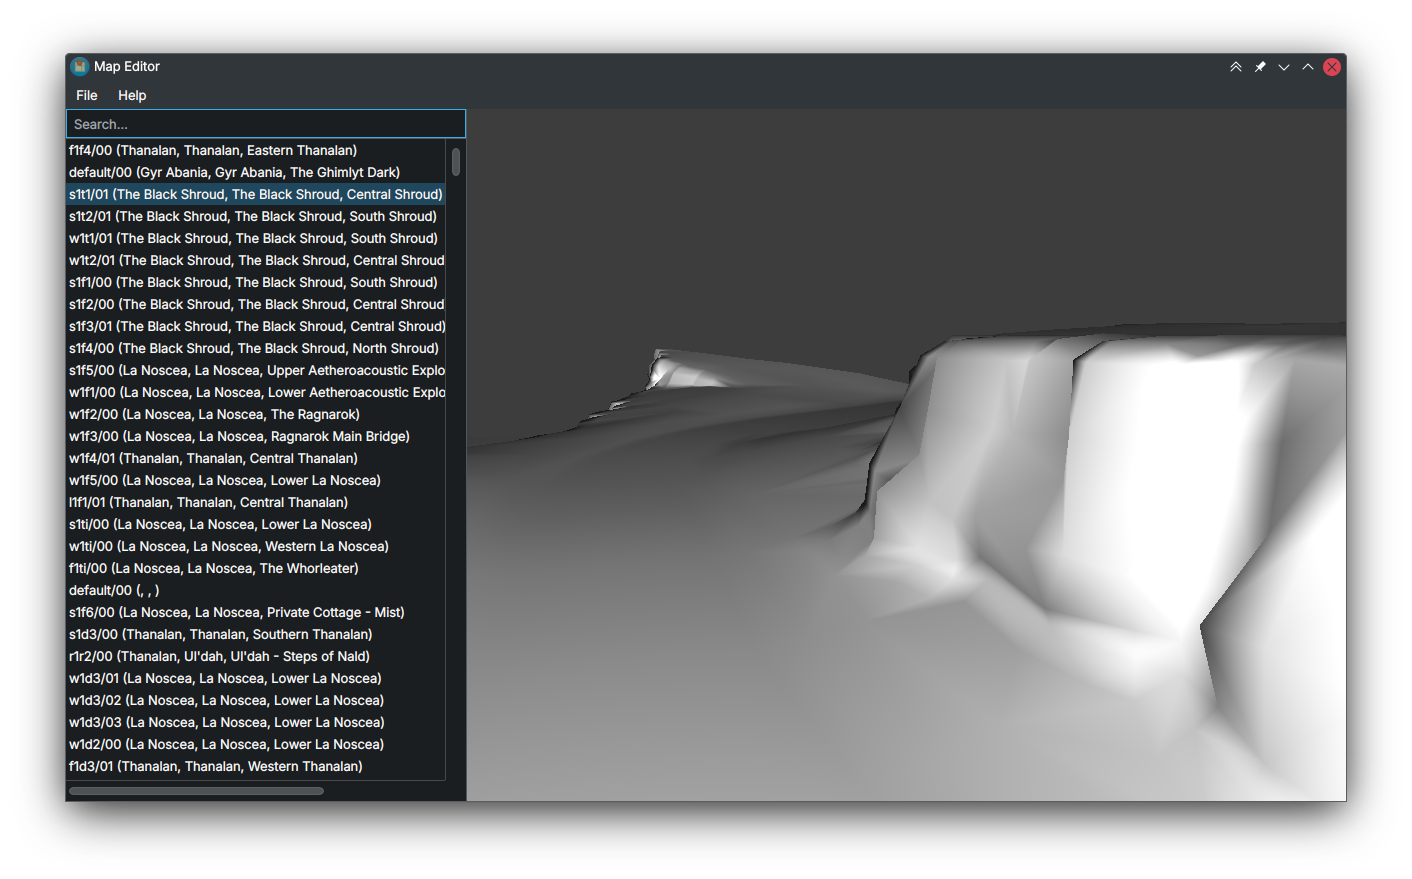 Map Editor
File Help
Search...
f1f4/00 (Thanalan, Thanalan, Eastern Thanalan)
default/00 (Gyr Abania, Gyr Abania, The Ghimlyt Dark)
s1t1/01 (The Black Shroud, The Black Shroud, Central Shroud)
s1t2/01 (The Black Shroud, The Black Shroud, South Shroud)
w1t1/01 (The Black Shroud, The Black Shroud, South Shroud)
w1t2/01 (The Black Shroud, The Black Shroud, Central Shroud
s1f1/00 (The Black Shroud, The Black Shroud, South Shroud)
s1f2/00 (The Black Shroud, The Black Shroud, Central Shroud
s1f3/01 (The Black Shroud, The Black Shroud, Central Shroud)
s1f4/00 (The Black Shroud, The Black Shroud, North Shroud)
s1f5/00 (La Noscea, La Noscea, Upper Aetheroacoustic Explo
w1f1/00 (La Noscea, La Noscea, Lower Aetheroacoustic Explo
w1f2/00 (La Noscea, La Noscea, The Ragnarok)
w1f3/00 (La Noscea, La Noscea, Ragnarok Main Bridge)
w1f4/01 (Thanalan, Thanalan, Central Thanalan)
w1f5/00 (La Noscea, La Noscea, Lower La Noscea)
l1f1/01 (Thanalan, Thanalan, Central Thanalan)
s1ti/00 (La Noscea, La Noscea, Lower La Noscea)
w1ti/00 (La Noscea, La Noscea, Western La Noscea)
f1ti/00 (La Noscea, La Noscea, The Whorleater)
default/00 (, , )
s1f6/00 (La Noscea, La Noscea, Private Cottage - Mist)
s1d3/00 (Thanalan, Thanalan, Southern Thanalan)
r1r2/00 (Thanalan, Ul'dah, Ul'dah - Steps of Nald)
w1d3/01 (La Noscea, La Noscea, Lower La Noscea)
w1d3/02 (La Noscea, La Noscea, Lower La Noscea)
w1d3/03 (La Noscea, La Noscea, Lower La Noscea)
w1d2/00 (La Noscea, La Noscea, Lower La Noscea)
f1d3/01 (Thanalan, Thanalan, Western Thanalan)